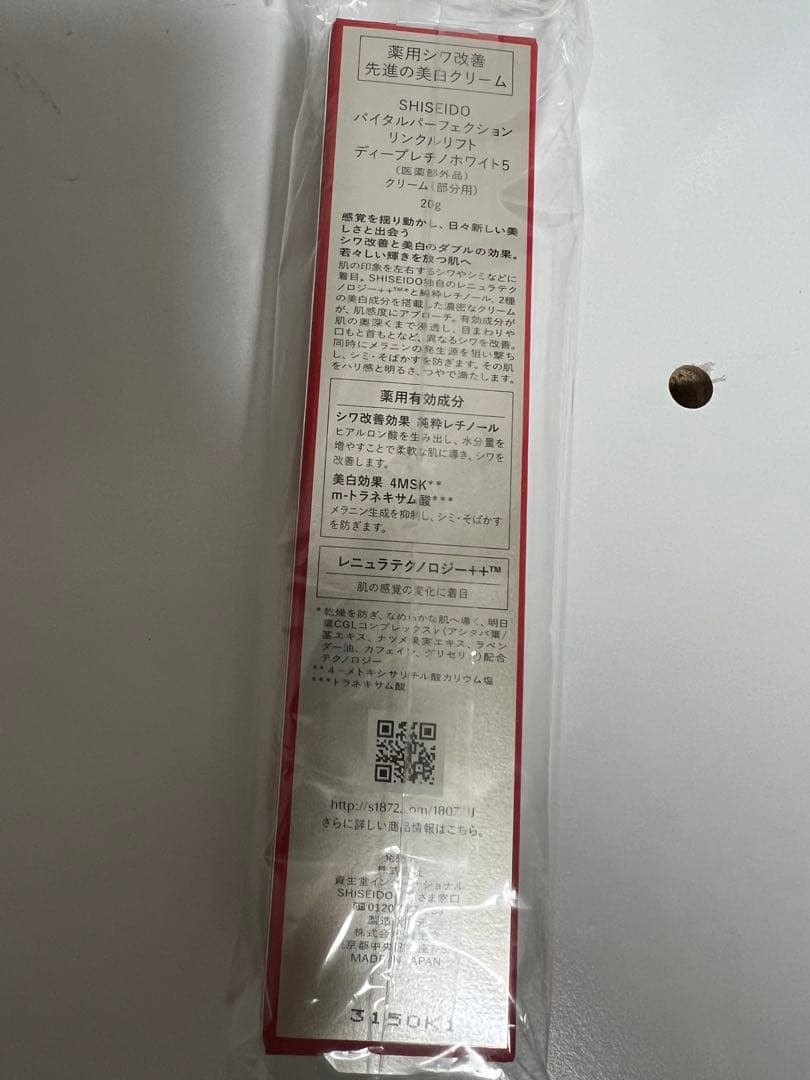 薬用シワ改善
先進の美白クリーム
SHISEIDO
バイタルパーフェクション
リンクルリフト
ディープレチノホワイト5
(医薬部外品)
クリーム(部分用)
20g
感覚を揺り動かし、日々新しい美
しさと出会う
シワ改善と美白のダブルの効果。
若々しい輝きを放つ肌へ
肌の印象を左右するシワやシミなどに
着目。SHISEIDO独自のレニュラテク
ノロジー++™*と純粋レチノール、2種
の美白成分を搭載した濃密なクリーム
が、肌感度にアプローチ。有効成分が
肌の奥深くまで浸透し、目まわりや
口もと首もとなど、異なるシワを改善。
同時にメラニンの発生源を狙い撃ち
し、シミ・そばかすを防ぎます。その肌
をハリ感と明るさ、つやで満たします。
薬用有効成分
シワ改善効果 純粋レチノール
ヒアルロン酸を生み出し、水分量を
増やすことで柔軟な肌に導き、シワを
改善します。
美白効果 4MSK**
m-トラネキサム酸***
メラニン生成を抑制し、シミ・そばかす
を防ぎます。
レニュラテクノロジー++™
肌の感覚の変化に着目
*乾燥を防ぎ、なめらかな肌へ導く、明日
葉CGLコンプレックス(アシタバ葉/
茎エキス、ナツメ果実エキス、ラベン
ダー油、カフェイン、グリセリン)配合
テクノロジー
**4-メトキシサリチル酸カリウム塩
***トラネキサム酸
http://s1872.com/
さらに詳しい商品情報はこちら。
株式会社
資生堂
SHISEIDO
窓口
0120
製造
株式会社
東京都中央区
MADE IN JAPAN
3150K1